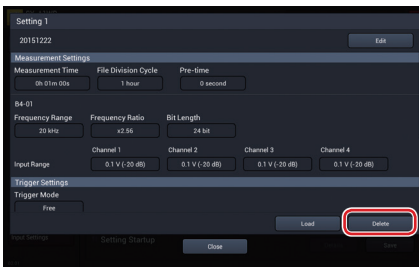 Setting 1
20151222 Edit
Measurement Settings
Measurement Time File Division Cycle Pre-time
0h 01m 00s 1 hour 0 second
B4-01
Frequency Range Frequency Ratio Bit Length
20 kHz x2.56 24 bit
Channel 1 Channel 2 Channel 3 Channel 4
Input Range 0.1 V (-20 dB) 0.1 V (-20 dB) 0.1 V (-20 dB) 0.1 V (-20 dB)
Trigger Settings
Trigger Mode
Free
Load Delete
Input Settings Setting Startup Close Save